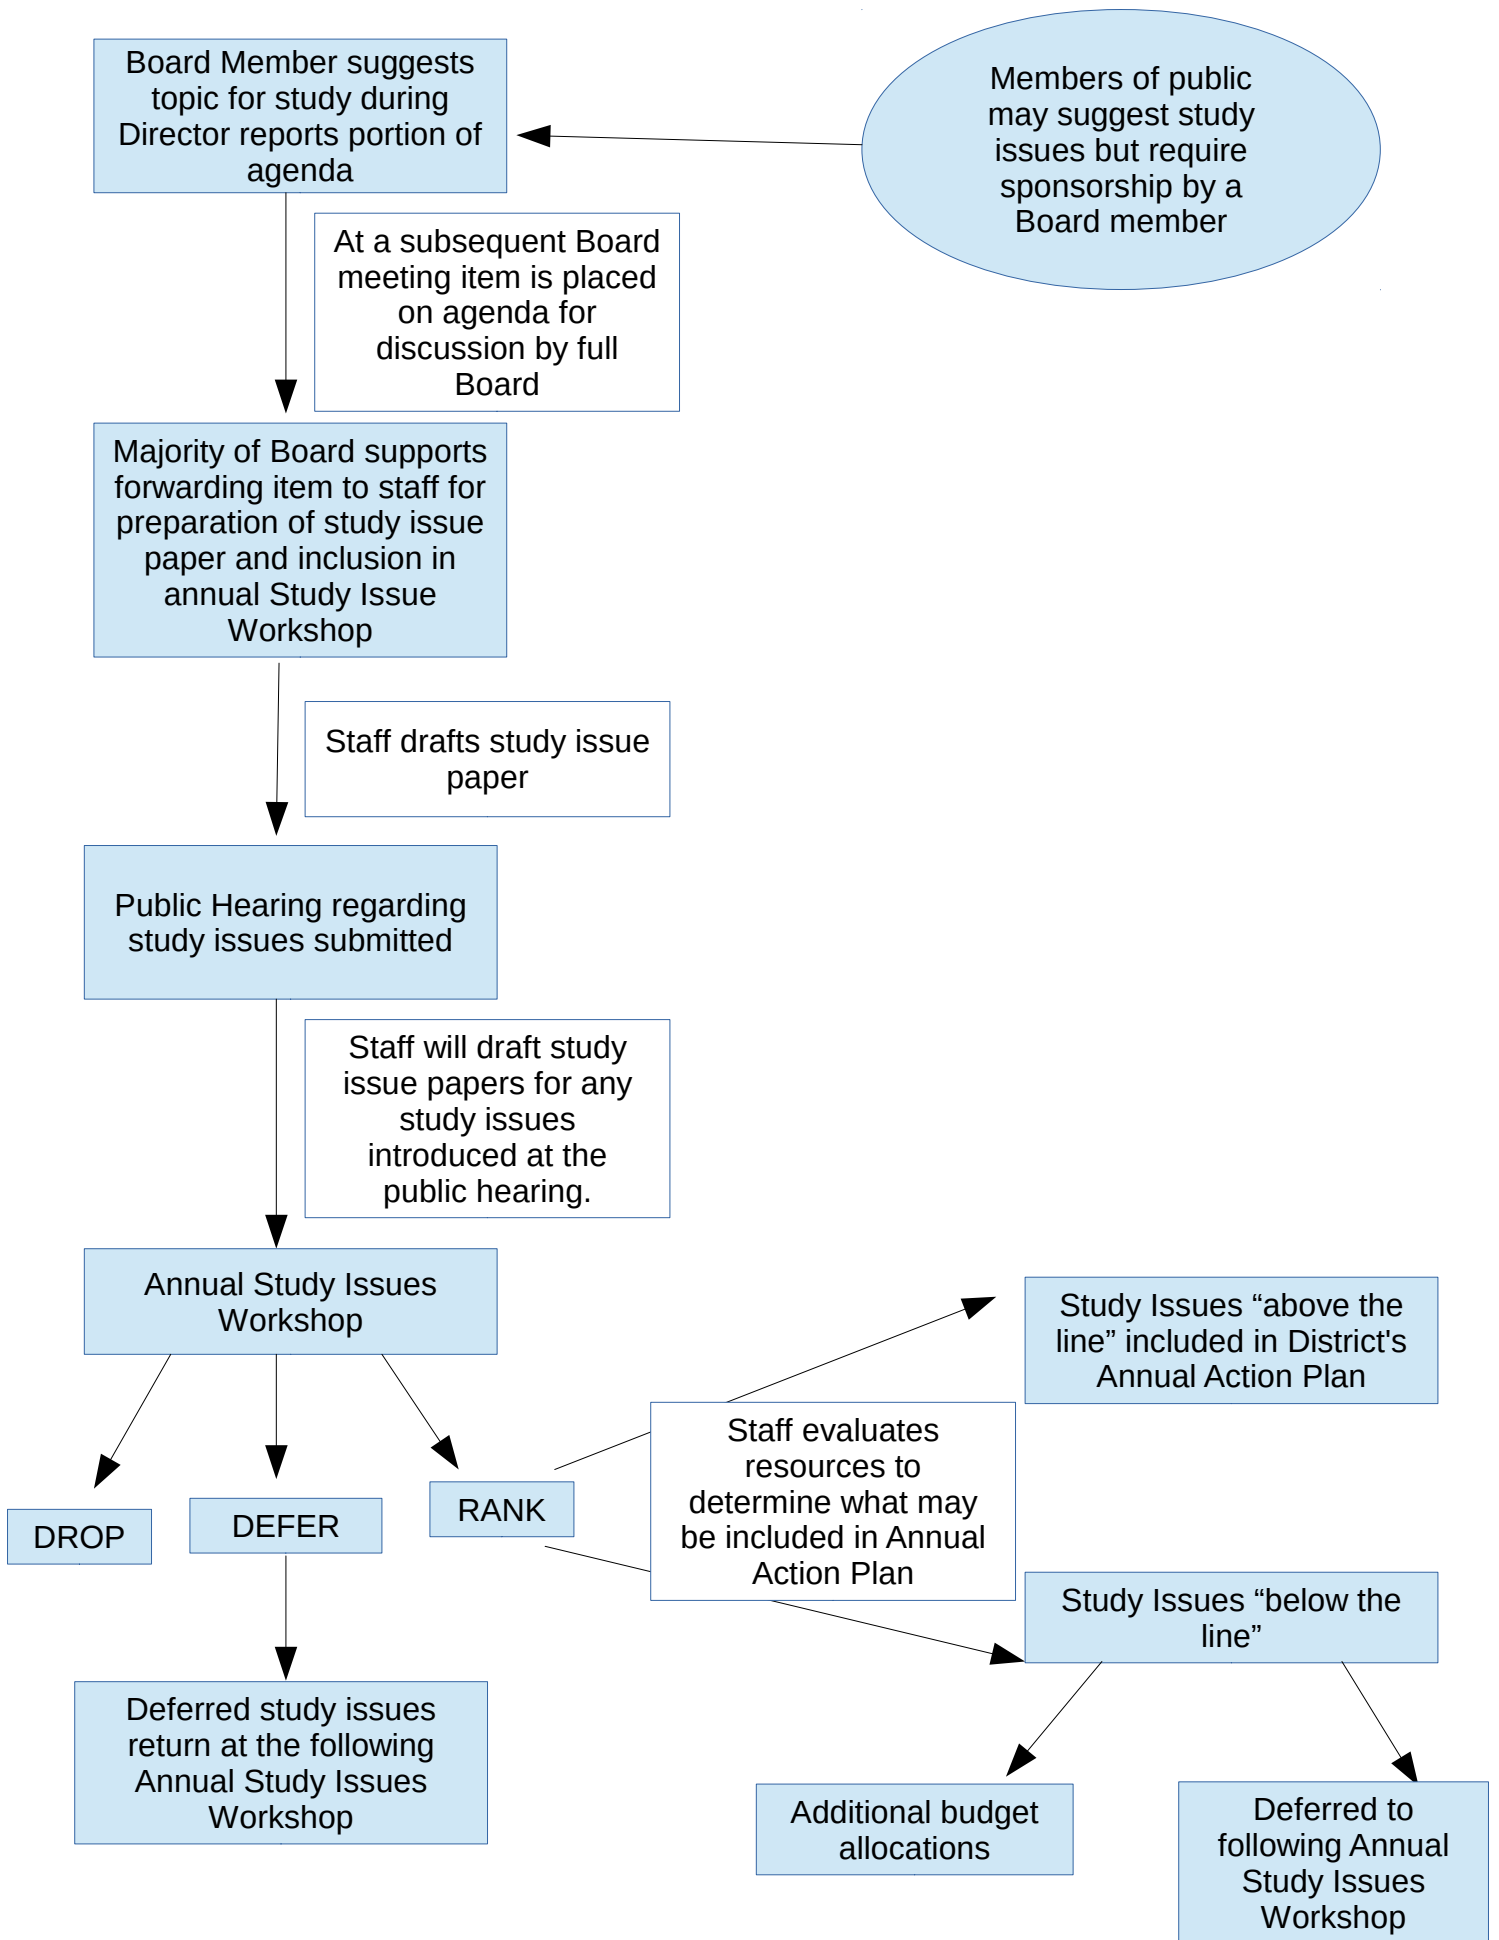 Board Member suggests
topic for study during
Director reports portion of
agenda
Members of public
may suggest study
issues but require
sponsorship by a
Board member
At a subsequent Board
meeting item is placed
on agenda for
discussion by full
Board
Majority of Board supports
forwarding item to staff for
preparation of study issue
paper and inclusion in
annual Study Issue
Workshop
Staff drafts study issue
paper
Public Hearing regarding
study issues submitted
Staff will draft study
issue papers for any
study issues
introduced at the
public hearing.
Annual Study Issues
Workshop
DROP
DEFER
RANK
Staff evaluates
resources to
determine what may
be included in Annual
Action Plan
Study Issues “above the
line” included in District's
Annual Action Plan
Study Issues “below the
line”
Deferred study issues
return at the following
Annual Study Issues
Workshop
Additional budget
allocations
Deferred to
following Annual
Study Issues
Workshop